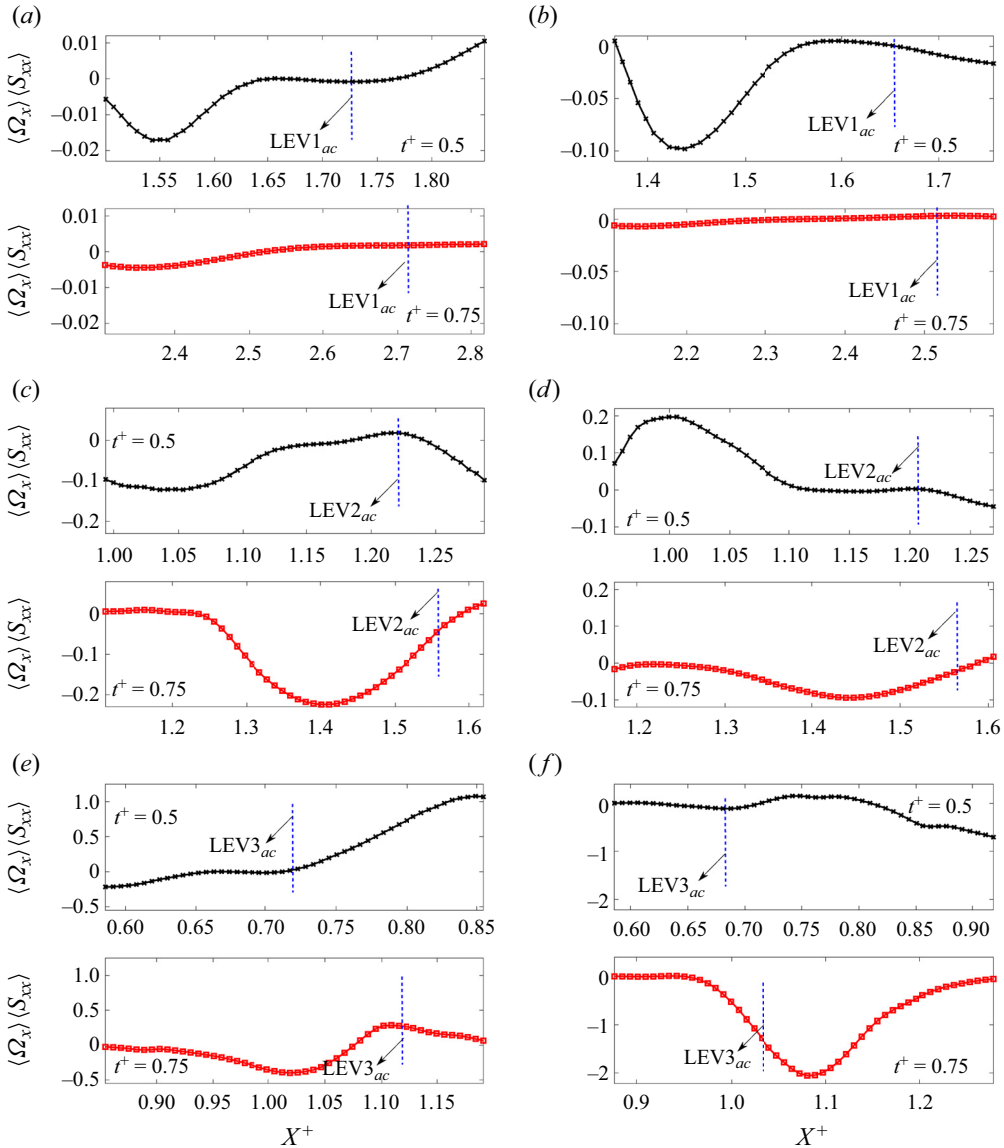 (a)
0.01
0
−0.01
−0.02
⟨Ωx⟩ ⟨Sxx⟩
LEV1ac
t+ = 0.5
1.55 1.60 1.65 1.70 1.75 1.80
0.01
0
−0.01
−0.02
⟨Ωx⟩ ⟨Sxx⟩
LEV1ac
t+ = 0.75
2.4 2.5 2.6 2.7 2.8
(b)
0
−0.05
−0.10
LEV1ac
t+ = 0.5
1.4 1.5 1.6 1.7
0
−0.05
−0.10
LEV1ac
t+ = 0.75
2.2 2.3 2.4 2.5
(c)
0
−0.1
−0.2
⟨Ωx⟩ ⟨Sxx⟩
t+ = 0.5
LEV2ac
1.00 1.05 1.10 1.15 1.20 1.25
0
−0.1
−0.2
⟨Ωx⟩ ⟨Sxx⟩
LEV2ac
t+ = 0.75
1.2 1.3 1.4 1.5 1.6
(d)
0.2
0.1
0
−0.1
LEV2ac
t+ = 0.5
1.00 1.05 1.10 1.15 1.20 1.25
0.2
0.1
0
−0.1
LEV2ac
t+ = 0.75
1.2 1.3 1.4 1.5 1.6
(e)
1.0
0.5
0
−0.5
⟨Ωx⟩ ⟨Sxx⟩
t+ = 0.5
LEV3ac
0.60 0.65 0.70 0.75 0.80 0.85
1.0
0.5
0
−0.5
⟨Ωx⟩ ⟨Sxx⟩
t+ = 0.75
LEV3ac
0.90 0.95 1.00 1.05 1.10 1.15
X+
(f)
0
−1
−2
t+ = 0.5
LEV3ac
0.60 0.65 0.70 0.75 0.80 0.85 0.90
0
−1
−2
LEV3ac
t+ = 0.75
0.9 1.0 1.1 1.2
X+